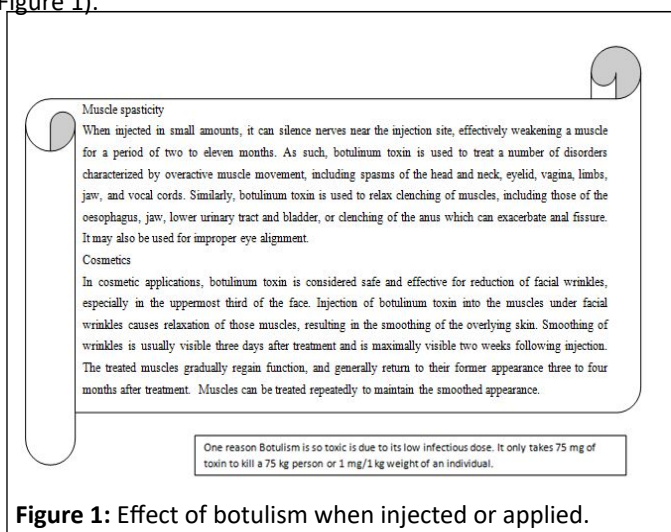 Figure 1).
Muscle spasticity
When injected in small amounts, it can silence nerves near the injection site, effectively weakening a muscle
for a period of two to eleven months. As such, botulinum toxin is used to treat a number of disorders
characterized by overactive muscle movement, including spasms of the head and neck, eyelid, vagina, limbs,
jaw, and vocal cords. Similarly, botulinum toxin is used to relax clenching of muscles, including those of the
oesophagus, jaw, lower urinary tract and bladder, or clenching of the anus which can exacerbate anal fissure.
It may also be used for improper eye alignment.
Cosmetics
In cosmetic applications, botulinum toxin is considered safe and effective for reduction of facial wrinkles,
especially in the uppermost third of the face. Injection of botulinum toxin into the muscles under facial
wrinkles causes relaxation of those muscles, resulting in the smoothing of the overlying skin. Smoothing of
wrinkles is usually visible three days after treatment and is maximally visible two weeks following injection.
The treated muscles gradually regain function, and generally return to their former appearance three to four
months after treatment. Muscles can be treated repeatedly to maintain the smoothed appearance.
One reason Botulism is so toxic is due to its low infectious dose. It only takes 75 mg of
toxin to kill a 75 kg person or 1 mg/1 kg weight of an individual.
Figure 1: Effect of botulism when injected or applied.